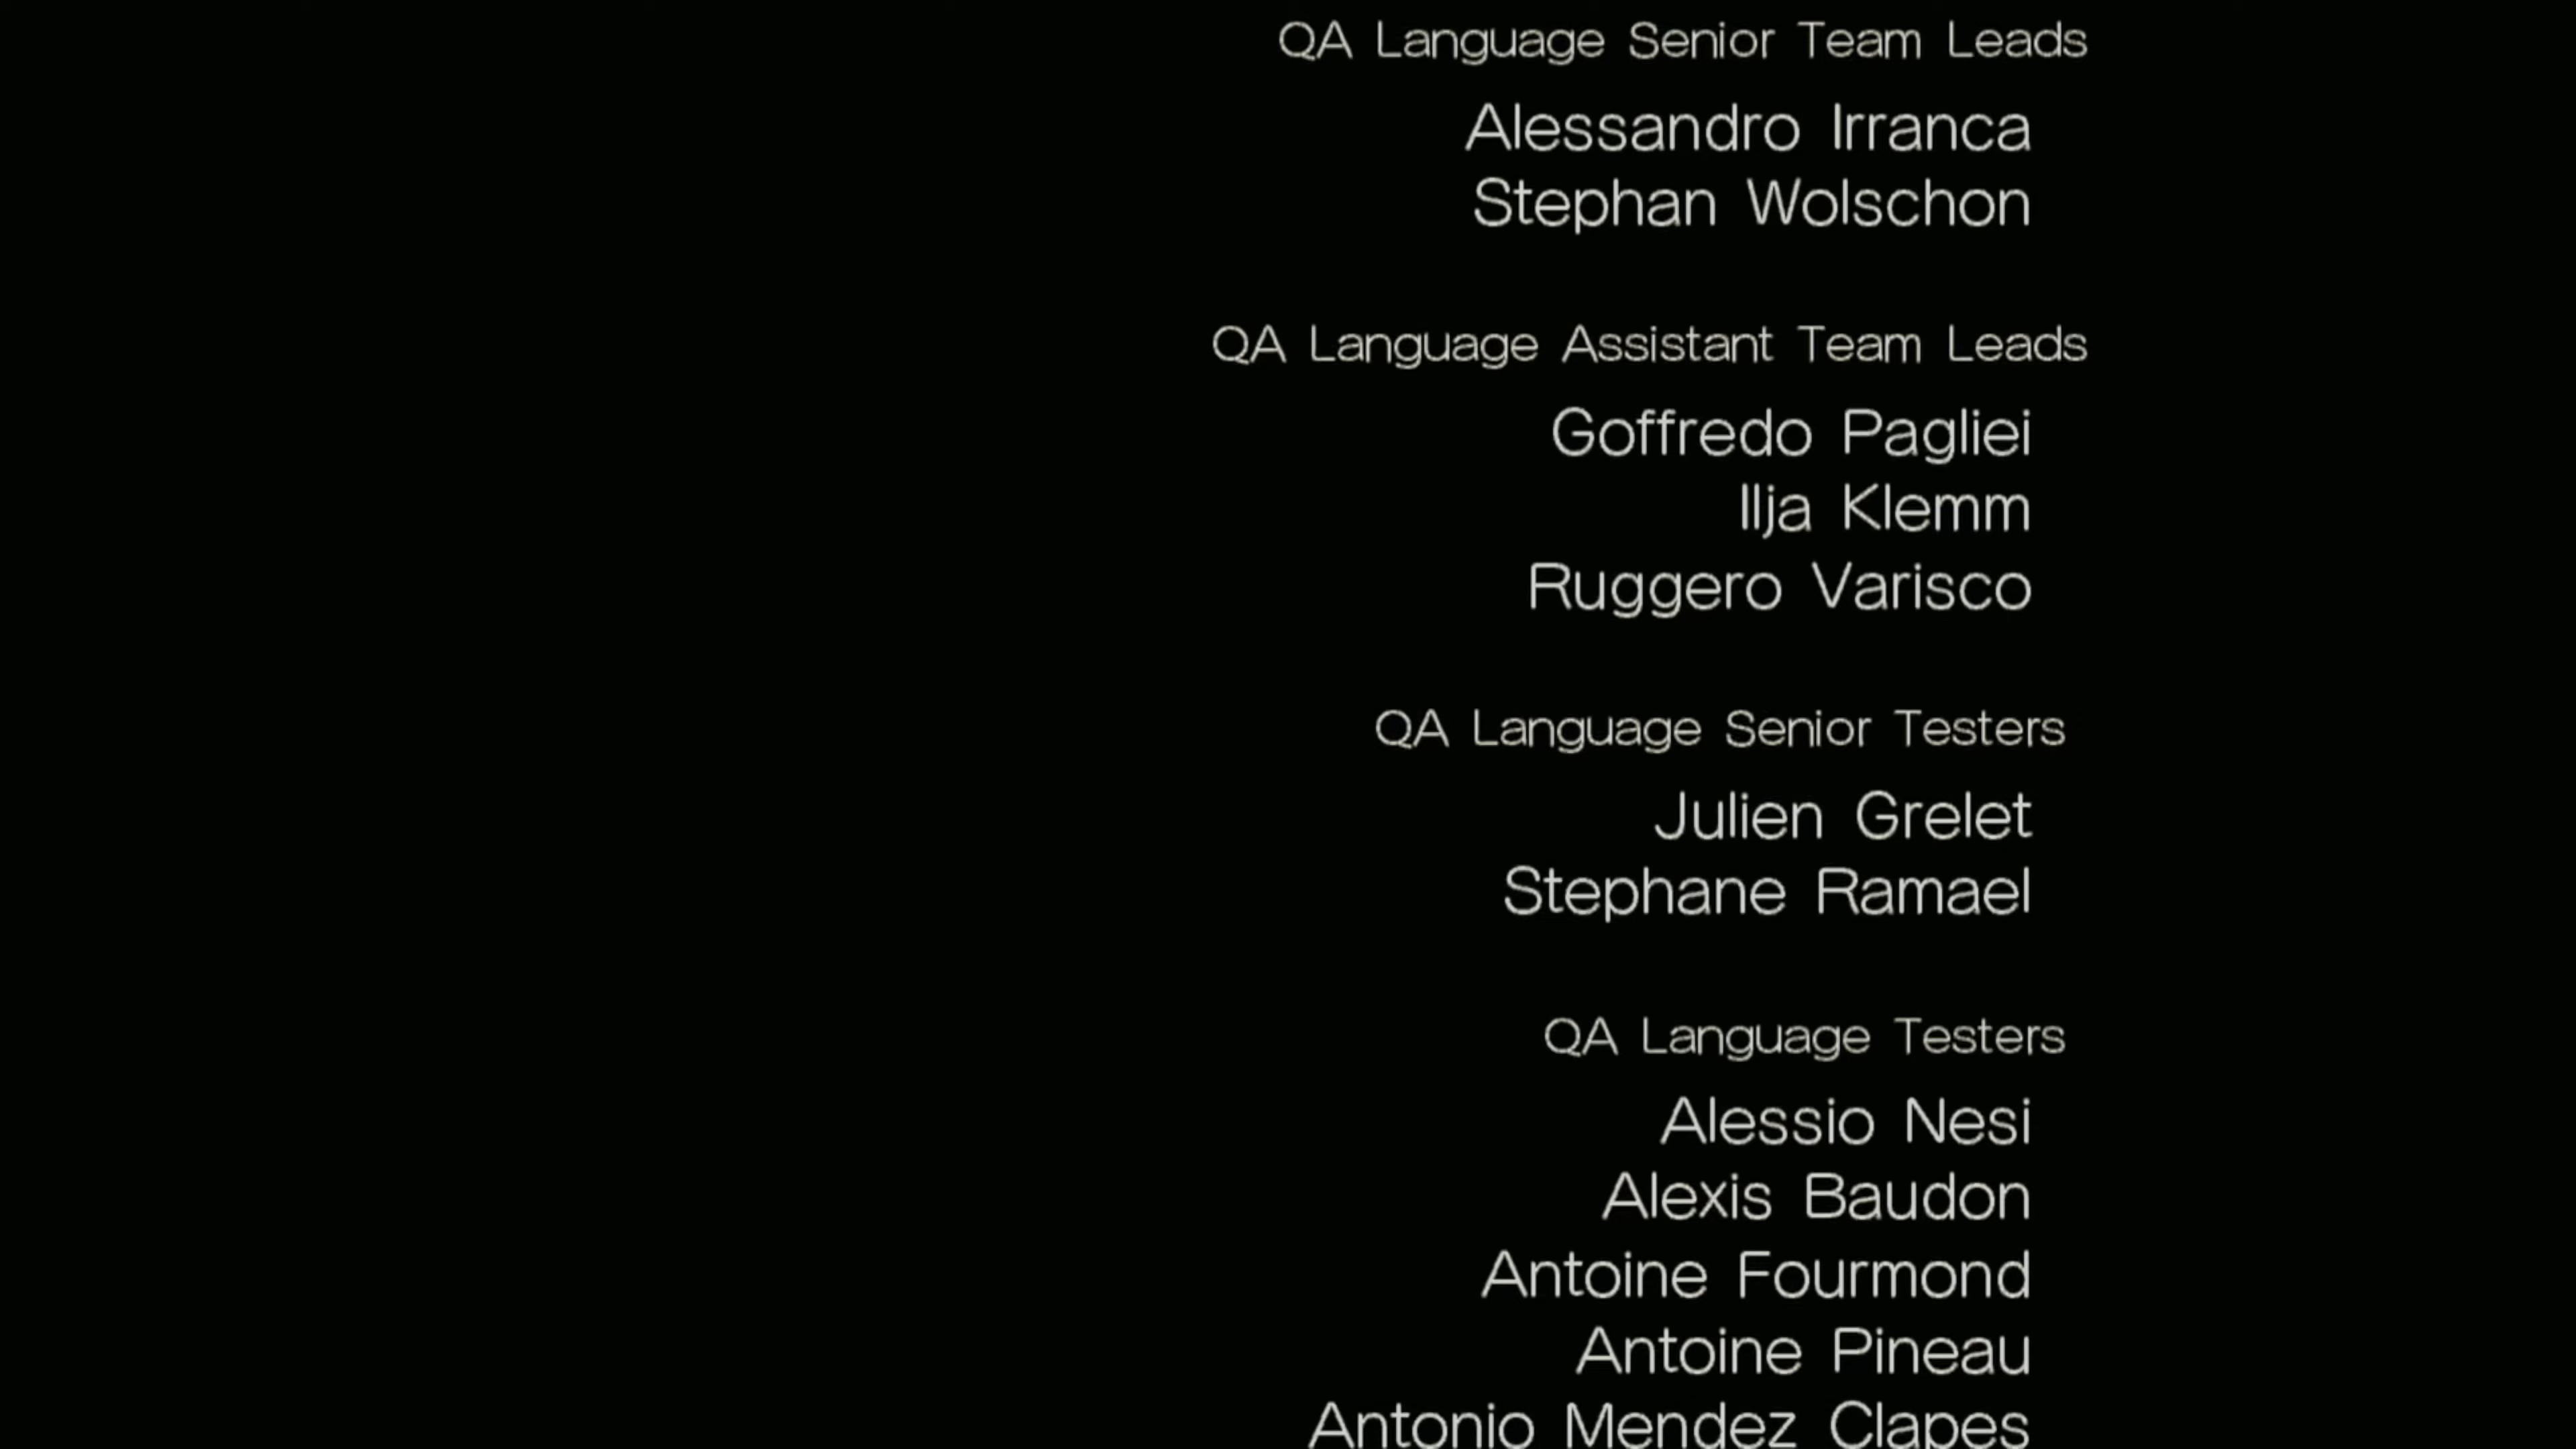 QA Language Senior Team Leads
Alessandro Irranca
Stephan Wolschon
QA Language Assistant Team Leads
Goffredo Pagliei
Ilja Klemm
Ruggero Varisco
QA Language Senior Testers
Julien Grelet
Stephane Ramael
QA Language Testers
Alessio Nesi
Alexis Baudon
Antoine Fourmond
Antoine Pineau
Antonio Mendez Clapes